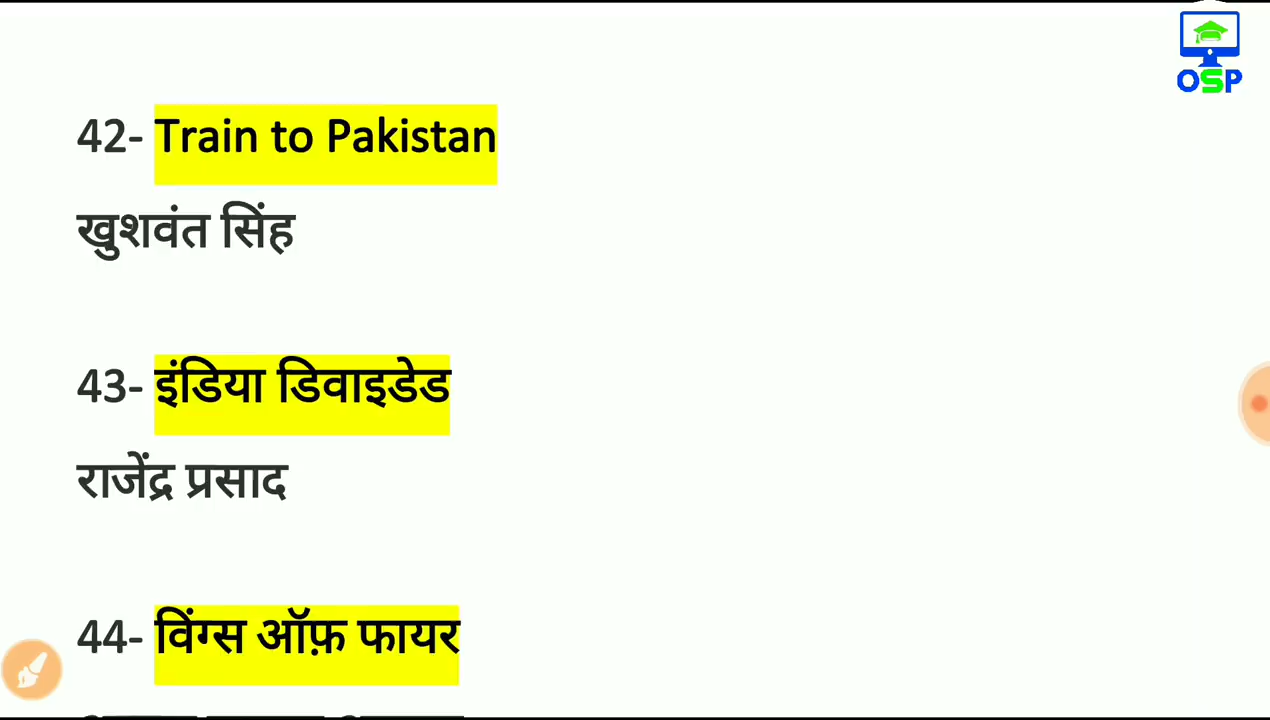 OSP
42- Train to Pakistan
खुशवंत सिंह
43- इंडिया डिवाइडेड
राजेंद्र प्रसाद
44- विंग्स ऑफ़ फायर